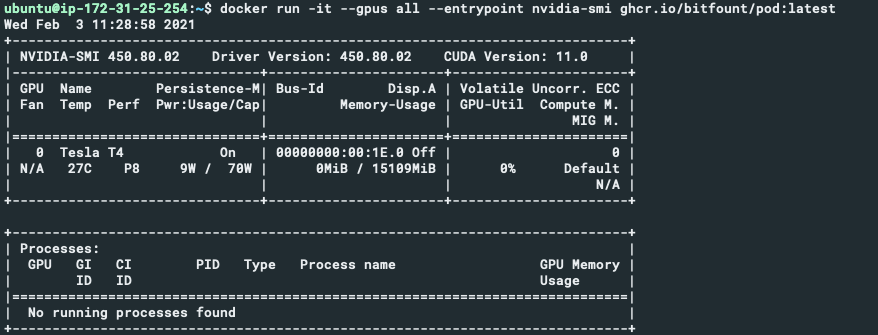 ubuntu@ip-172-31-25-254:~$ docker run -it --gpus all --entrypoint nvidia-smi ghcr.io/bitfount/pod:latest
Wed Feb  3 11:28:58 2021
+-----------------------------------------------------------------------------+
| NVIDIA-SMI 450.80.02    Driver Version: 450.80.02    CUDA Version: 11.0     |
|-------------------------------+----------------------+----------------------+
| GPU  Name        Persistence-M| Bus-Id        Disp.A | Volatile Uncorr. ECC |
| Fan  Temp  Perf  Pwr:Usage/Cap|         Memory-Usage | GPU-Util  Compute M. |
|                               |                      |               MIG M. |
|===============================+======================+======================|
|   0  Tesla T4            On   | 00000000:00:1E.0 Off |                    0 |
| N/A   27C    P8     9W /  70W |      0MiB / 15109MiB |      0%      Default |
|                               |                      |                  N/A |
+-------------------------------+----------------------+----------------------+

+-----------------------------------------------------------------------------+
| Processes:                                                                  |
|  GPU   GI   CI        PID   Type   Process name                  GPU Memory |
|        ID   ID                                                   Usage      |
|=============================================================================|
|  No running processes found                                                 |
+-----------------------------------------------------------------------------+